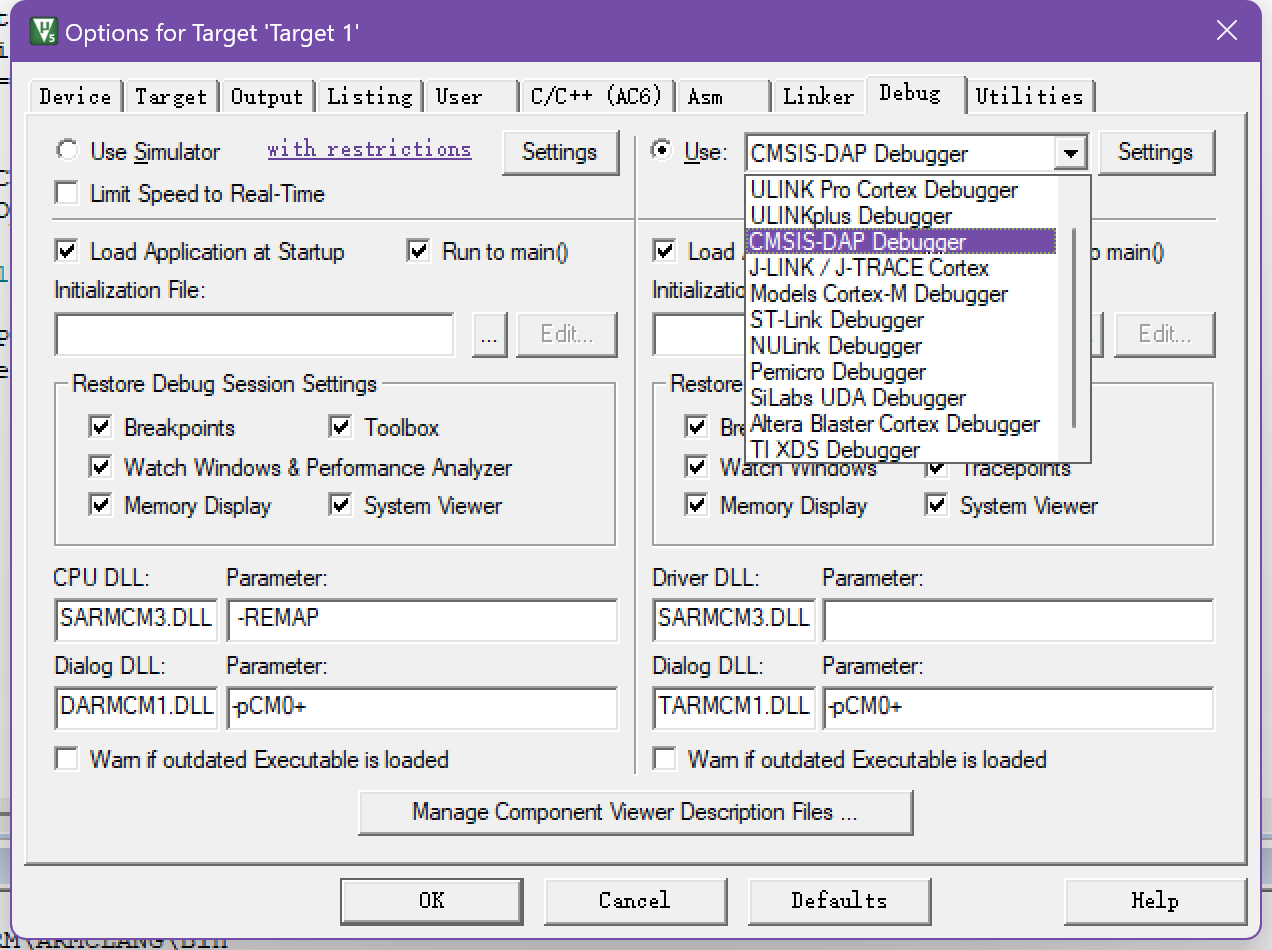 Options for Target 'Target 1'
Device Target Output Listing User C/C++ (AC6) Asm Linker Debug Utilities
Use Simulator with restrictions Settings
Limit Speed to Real-Time
Load Application at Startup Run to main()
Initialization File:
... Edit...
Restore Debug Session Settings
Breakpoints Toolbox
Watch Windows & Performance Analyzer
Memory Display System Viewer
CPU DLL: Parameter:
SARMCM3.DLL -REMAP
Dialog DLL: Parameter:
DARMCM1.DLL -pCM0+
Warn if outdated Executable is loaded
Use: CMSIS-DAP Debugger Settings
ULINK Pro Cortex Debugger
ULINKplus Debugger
CMSIS-DAP Debugger
J-LINK / J-TRACE Cortex
Models Cortex-M Debugger
ST-Link Debugger
NULink Debugger
Pemicro Debugger
SiLabs UDA Debugger
Altera Blaster Cortex Debugger
TI XDS Debugger
Load main()
Edit...
Restore
Watch Windows Tracepoints
Memory Display System Viewer
Driver DLL: Parameter:
SARMCM3.DLL
Dialog DLL: Parameter:
TARMCM1.DLL -pCM0+
Warn if outdated Executable is loaded
Manage Component Viewer Description Files ...
OK Cancel Defaults Help